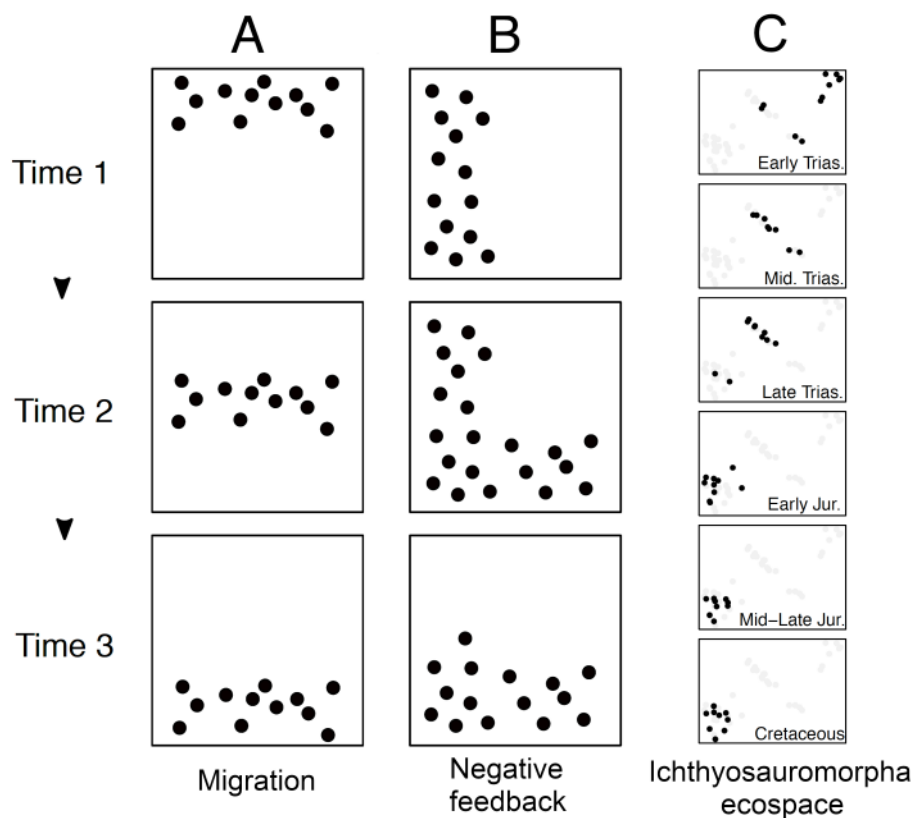 A
B
C
Time 1
Time 2
Time 3
Early Trias.
Mid. Trias.
Late Trias.
Early Jur.
Mid–Late Jur.
Cretaceous
Migration
Negative
feedback
Ichthyosauromorpha
ecospace